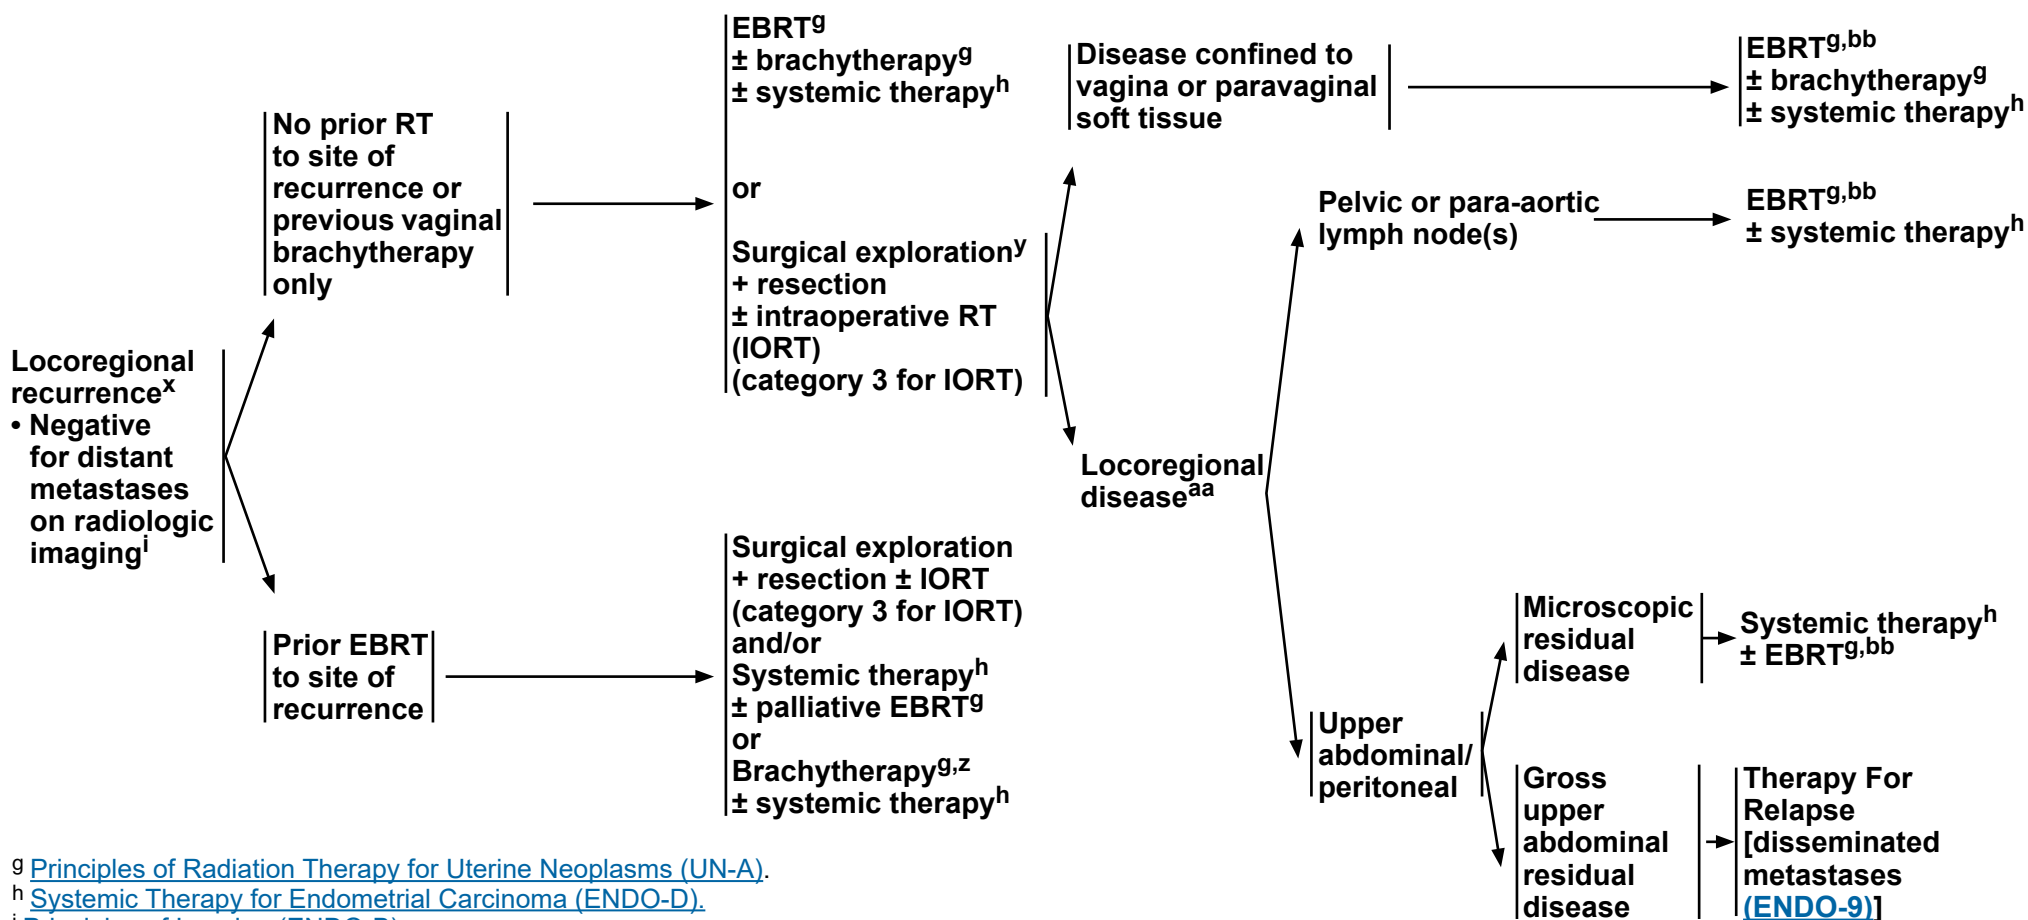 Locoregional
recurrencex
• Negative
for distant
metastases
on radiologic
imagingi
No prior RT
to site of
recurrence or
previous vaginal
brachytherapy
only
Prior EBRT
to site of
recurrence
EBRTg
± brachytherapyg
± systemic therapyh
or
Surgical explorationy
+ resection
± intraoperative RT
(IORT)
(category 3 for IORT)
Surgical exploration
+ resection ± IORT
(category 3 for IORT)
and/or
Systemic therapyh
± palliative EBRTg
or
Brachytherapyg,z
± systemic therapyh
Disease confined to
vagina or paravaginal
soft tissue
Locoregional
diseaseaa
EBRTg,bb
± brachytherapyg
± systemic therapyh
Pelvic or para-aortic
lymph node(s)
EBRTg,bb
± systemic therapyh
Upper
abdominal/
peritoneal
Microscopic
residual
disease
Systemic therapyh
± EBRTg,bb
Gross
upper
abdominal
residual
disease
Therapy For
Relapse
[disseminated
metastases
(ENDO-9)]
g Principles of Radiation Therapy for Uterine Neoplasms (UN-A).
h Systemic Therapy for Endometrial Carcinoma (ENDO-D).